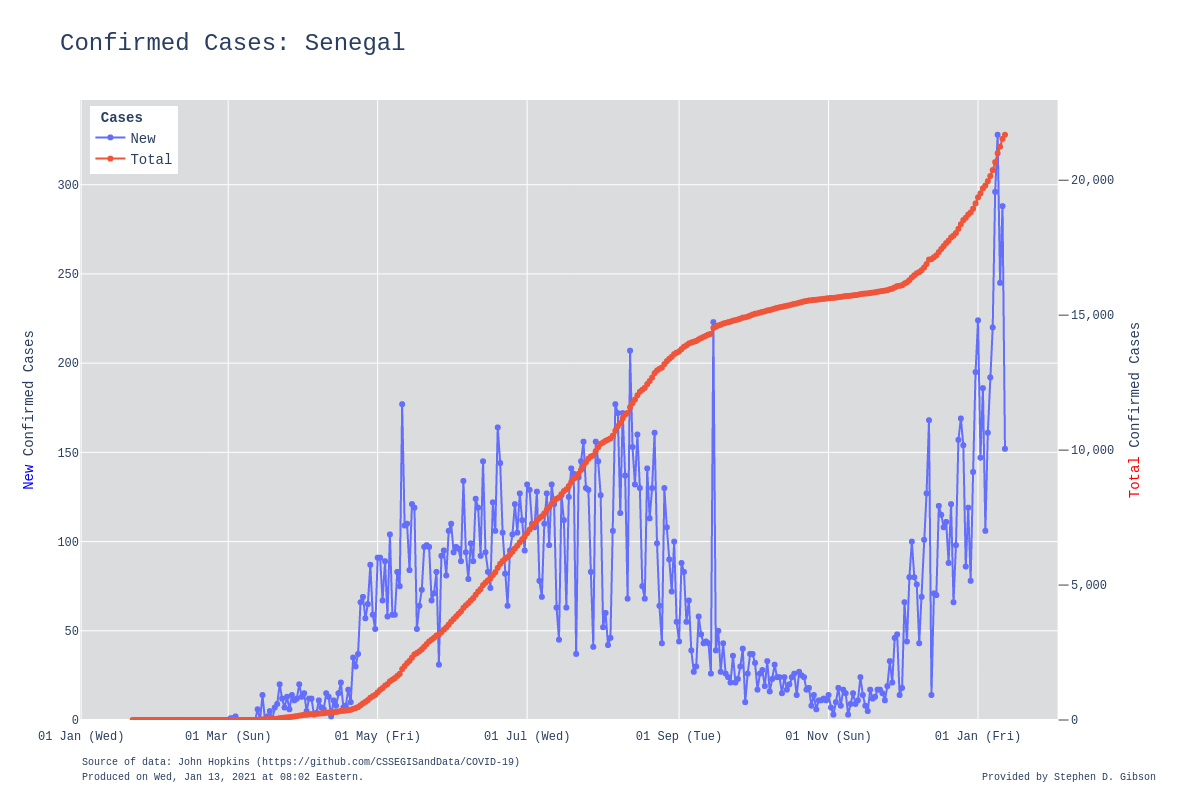 Confirmed Cases: Senegal
Cases
New
Total
300
250
200
150
100
50
0
20,000
15,000
10,000
5,000
0
New Confirmed Cases
Total Confirmed Cases
01 Jan (Wed)
01 Mar (Sun)
01 May (Fri)
01 Jul (Wed)
01 Sep (Tue)
01 Nov (Sun)
01 Jan (Fri)
Source of data: John Hopkins (https://github.com/CSSEGISandData/COVID-19)
Produced on Wed, Jan 13, 2021 at 08:02 Eastern.
Provided by Stephen D. Gibson